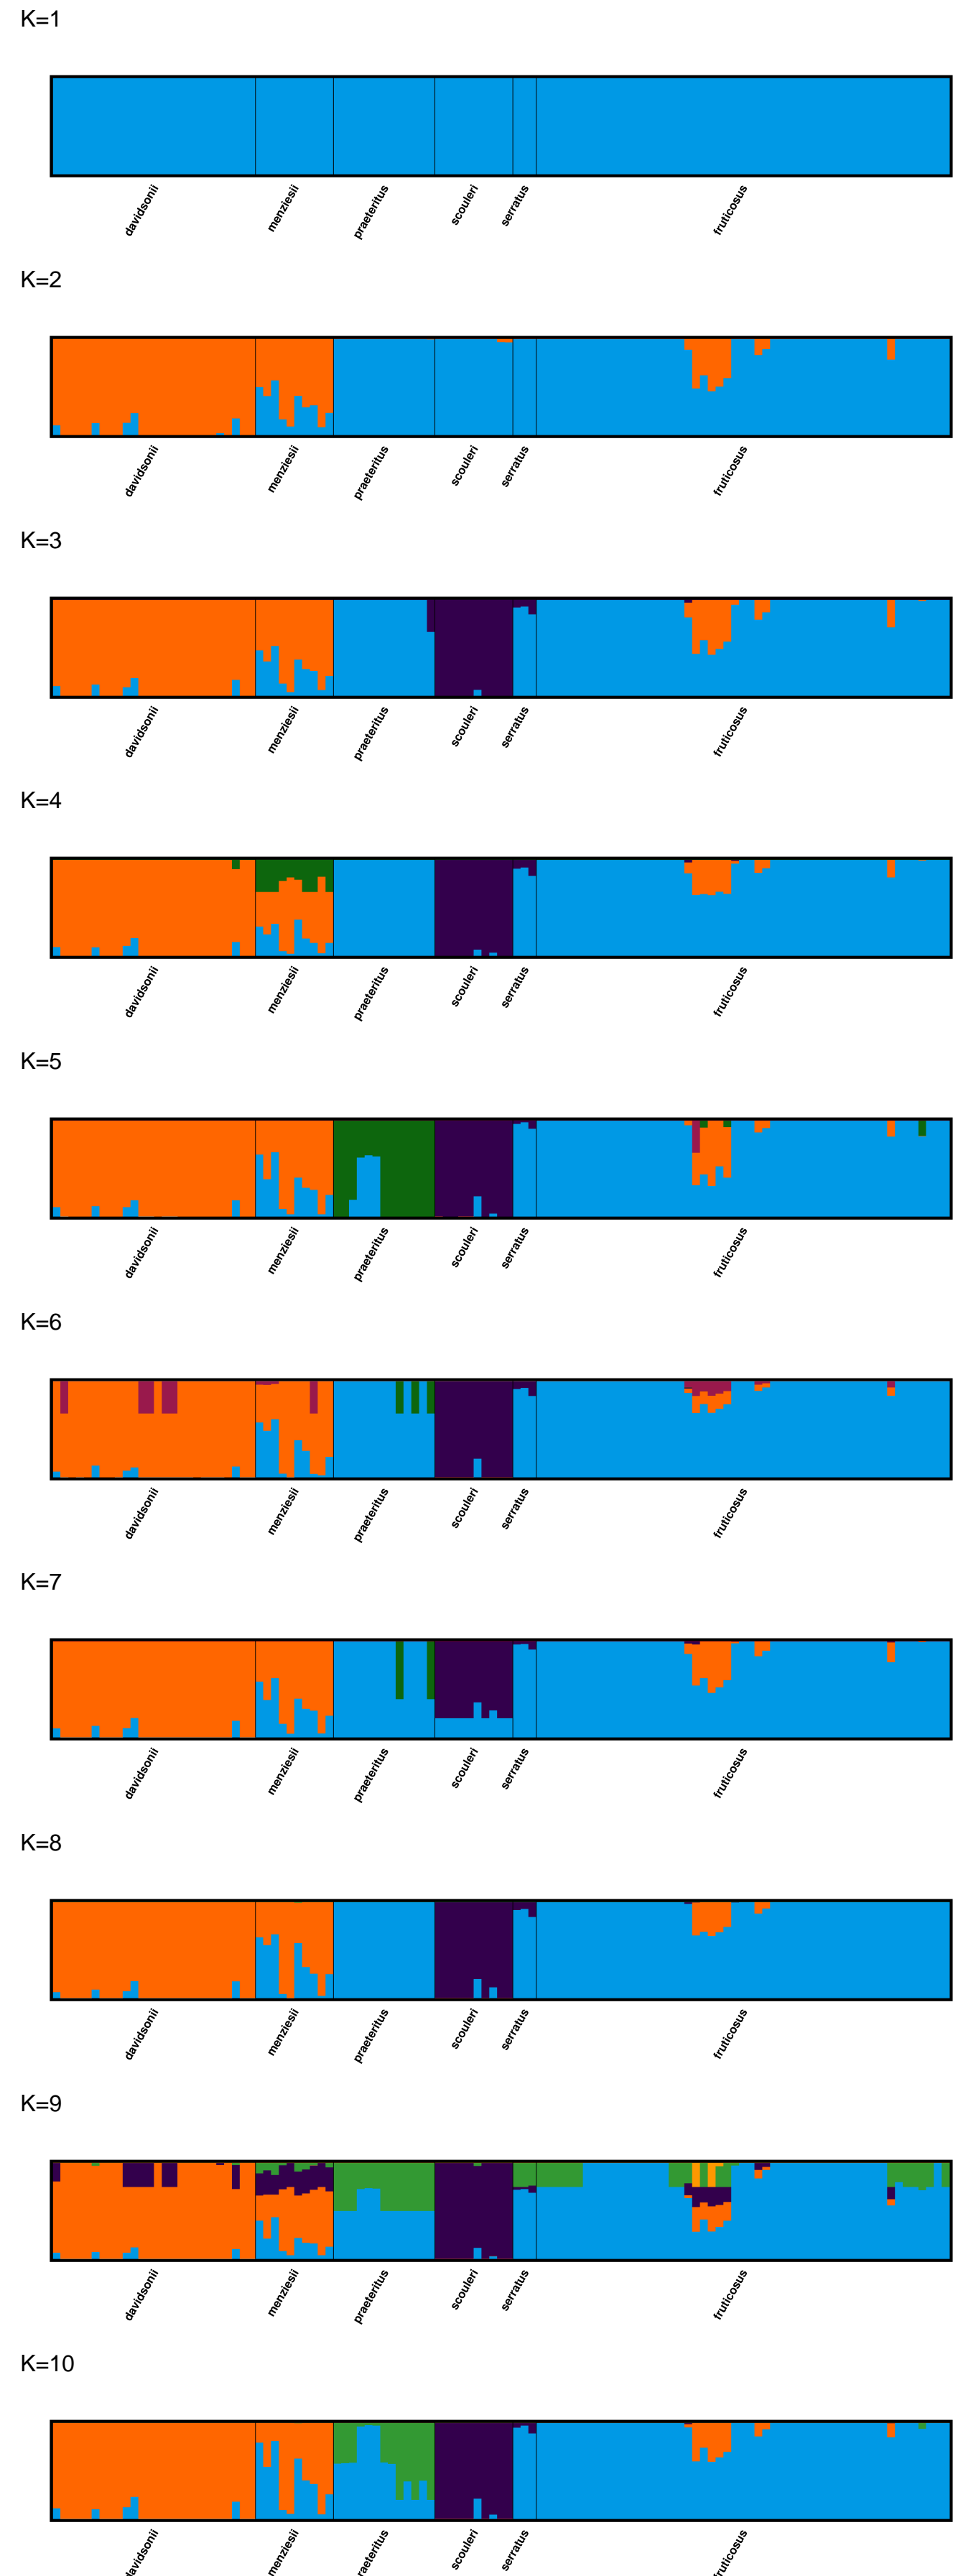 K=1
davidsonii menziesii praeteritus scouleri serratus fruticosus
K=2
davidsonii menziesii praeteritus scouleri serratus fruticosus
K=3
davidsonii menziesii praeteritus scouleri serratus fruticosus
K=4
davidsonii menziesii praeteritus scouleri serratus fruticosus
K=5
davidsonii menziesii praeteritus scouleri serratus fruticosus
K=6
davidsonii menziesii praeteritus scouleri serratus fruticosus
K=7
davidsonii menziesii praeteritus scouleri serratus fruticosus
K=8
davidsonii menziesii praeteritus scouleri serratus fruticosus
K=9
davidsonii menziesii praeteritus scouleri serratus fruticosus
K=10
davidsonii menziesii raeteritus scouleri serratus fruticosus